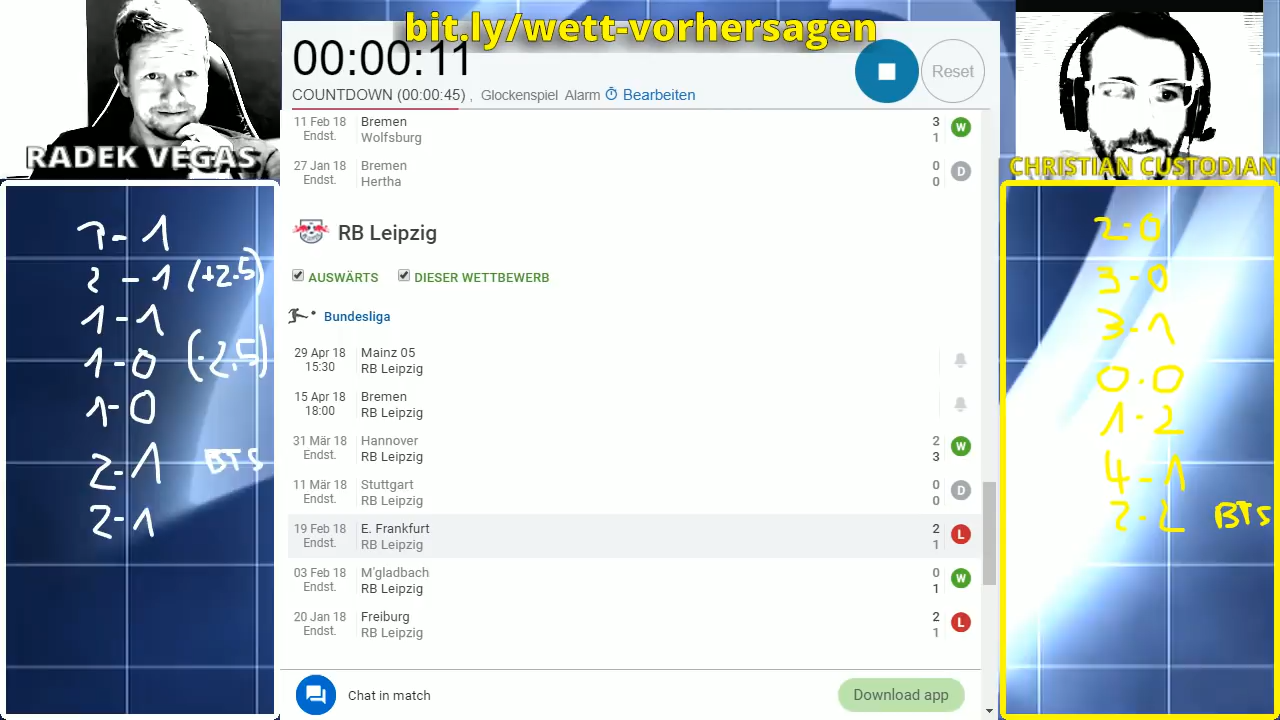 bit.ly/wett-vorhersagen
00:00:11
Reset
COUNTDOWN (00:00:45) , Glockenspiel Alarm Bearbeiten
RADEK VEGAS
CHRISTIAN CUSTODIAN
11 Feb 18 Bremen 3
Endst. Wolfsburg 1
W
27 Jan 18 Bremen 0
Endst. Hertha 0
D
RB Leipzig
AUSWÄRTS DIESER WETTBEWERB
Bundesliga
29 Apr 18 Mainz 05
15:30 RB Leipzig
15 Apr 18 Bremen
18:00 RB Leipzig
31 Mär 18 Hannover 2
Endst. RB Leipzig 3
W
11 Mär 18 Stuttgart 0
Endst. RB Leipzig 0
D
19 Feb 18 E. Frankfurt 2
Endst. RB Leipzig 1
L
03 Feb 18 M'gladbach 0
Endst. RB Leipzig 1
W
20 Jan 18 Freiburg 2
Endst. RB Leipzig 1
L
Chat in match
Download app
2 - 1 (+2.5)
1 - 1
1 - 0 (-2.5)
1 - 0
2 - 1 BTS
2 - 1
2 - 0
3 - 0
3 - 1
0 - 0
1 - 2
4 - 1
2 - 2 BTS